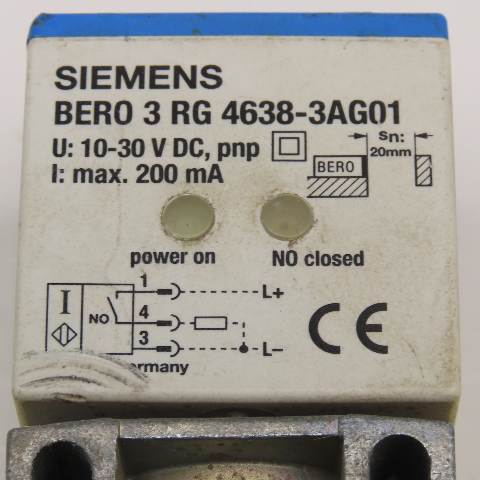 SIEMENS
BERO 3 RG 4638-3AG01
U: 10-30 V DC, pnp
I: max. 200 mA
Sn:
20mm
BERO
power on
NO closed
I
NO
1
L+
4
3
L-
CE